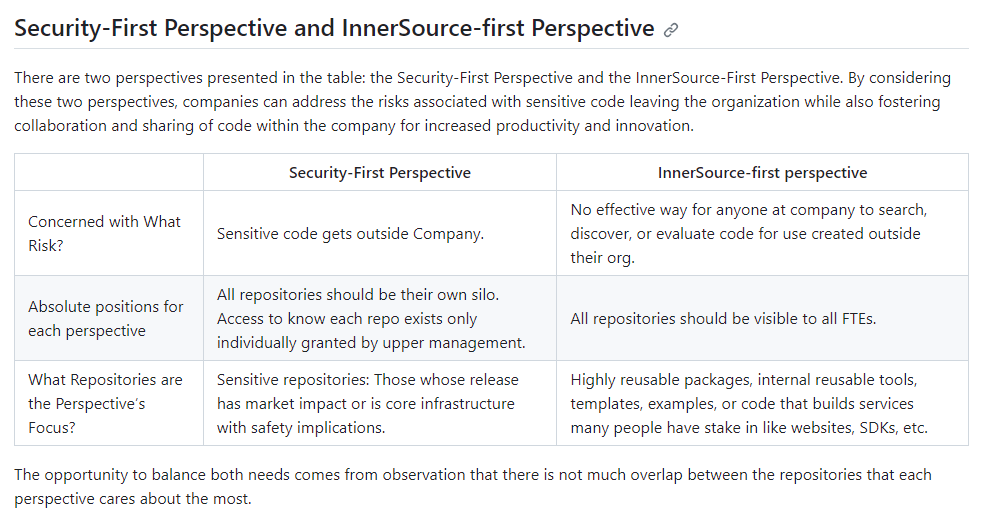 Security-First Perspective and InnerSource-first Perspective
There are two perspectives presented in the table: the Security-First Perspective and the InnerSource-First Perspective. By considering
these two perspectives, companies can address the risks associated with sensitive code leaving the organization while also fostering
collaboration and sharing of code within the company for increased productivity and innovation.
Security-First Perspective
InnerSource-first perspective
Concerned with What
Risk?
Sensitive code gets outside Company.
No effective way for anyone at company to search,
discover, or evaluate code for use created outside
their org.
Absolute positions for
each perspective
All repositories should be their own silo.
Access to know each repo exists only
individually granted by upper management.
All repositories should be visible to all FTEs.
What Repositories are
the Perspective's
Focus?
Sensitive repositories: Those whose release
has market impact or is core infrastructure
with safety implications.
Highly reusable packages, internal reusable tools,
templates, examples, or code that builds services
many people have stake in like websites, SDKs, etc.
The opportunity to balance both needs comes from observation that there is not much overlap between the repositories that each
perspective cares about the most.